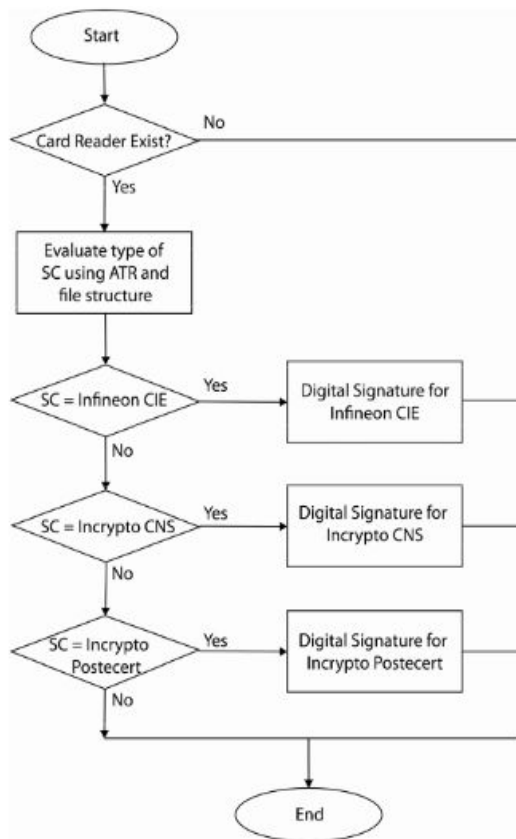 Start
Card Reader Exist?
No
Yes
Evaluate type of
SC using ATR and
file structure
SC = Infineon CIE
Yes
Digital Signature for
Infineon CIE
No
SC = Incrypto CNS
Yes
Digital Signature for
Incrypto CNS
No
SC = Incrypto
Postecert
Yes
Digital Signature for
Incrypto Postecert
No
End